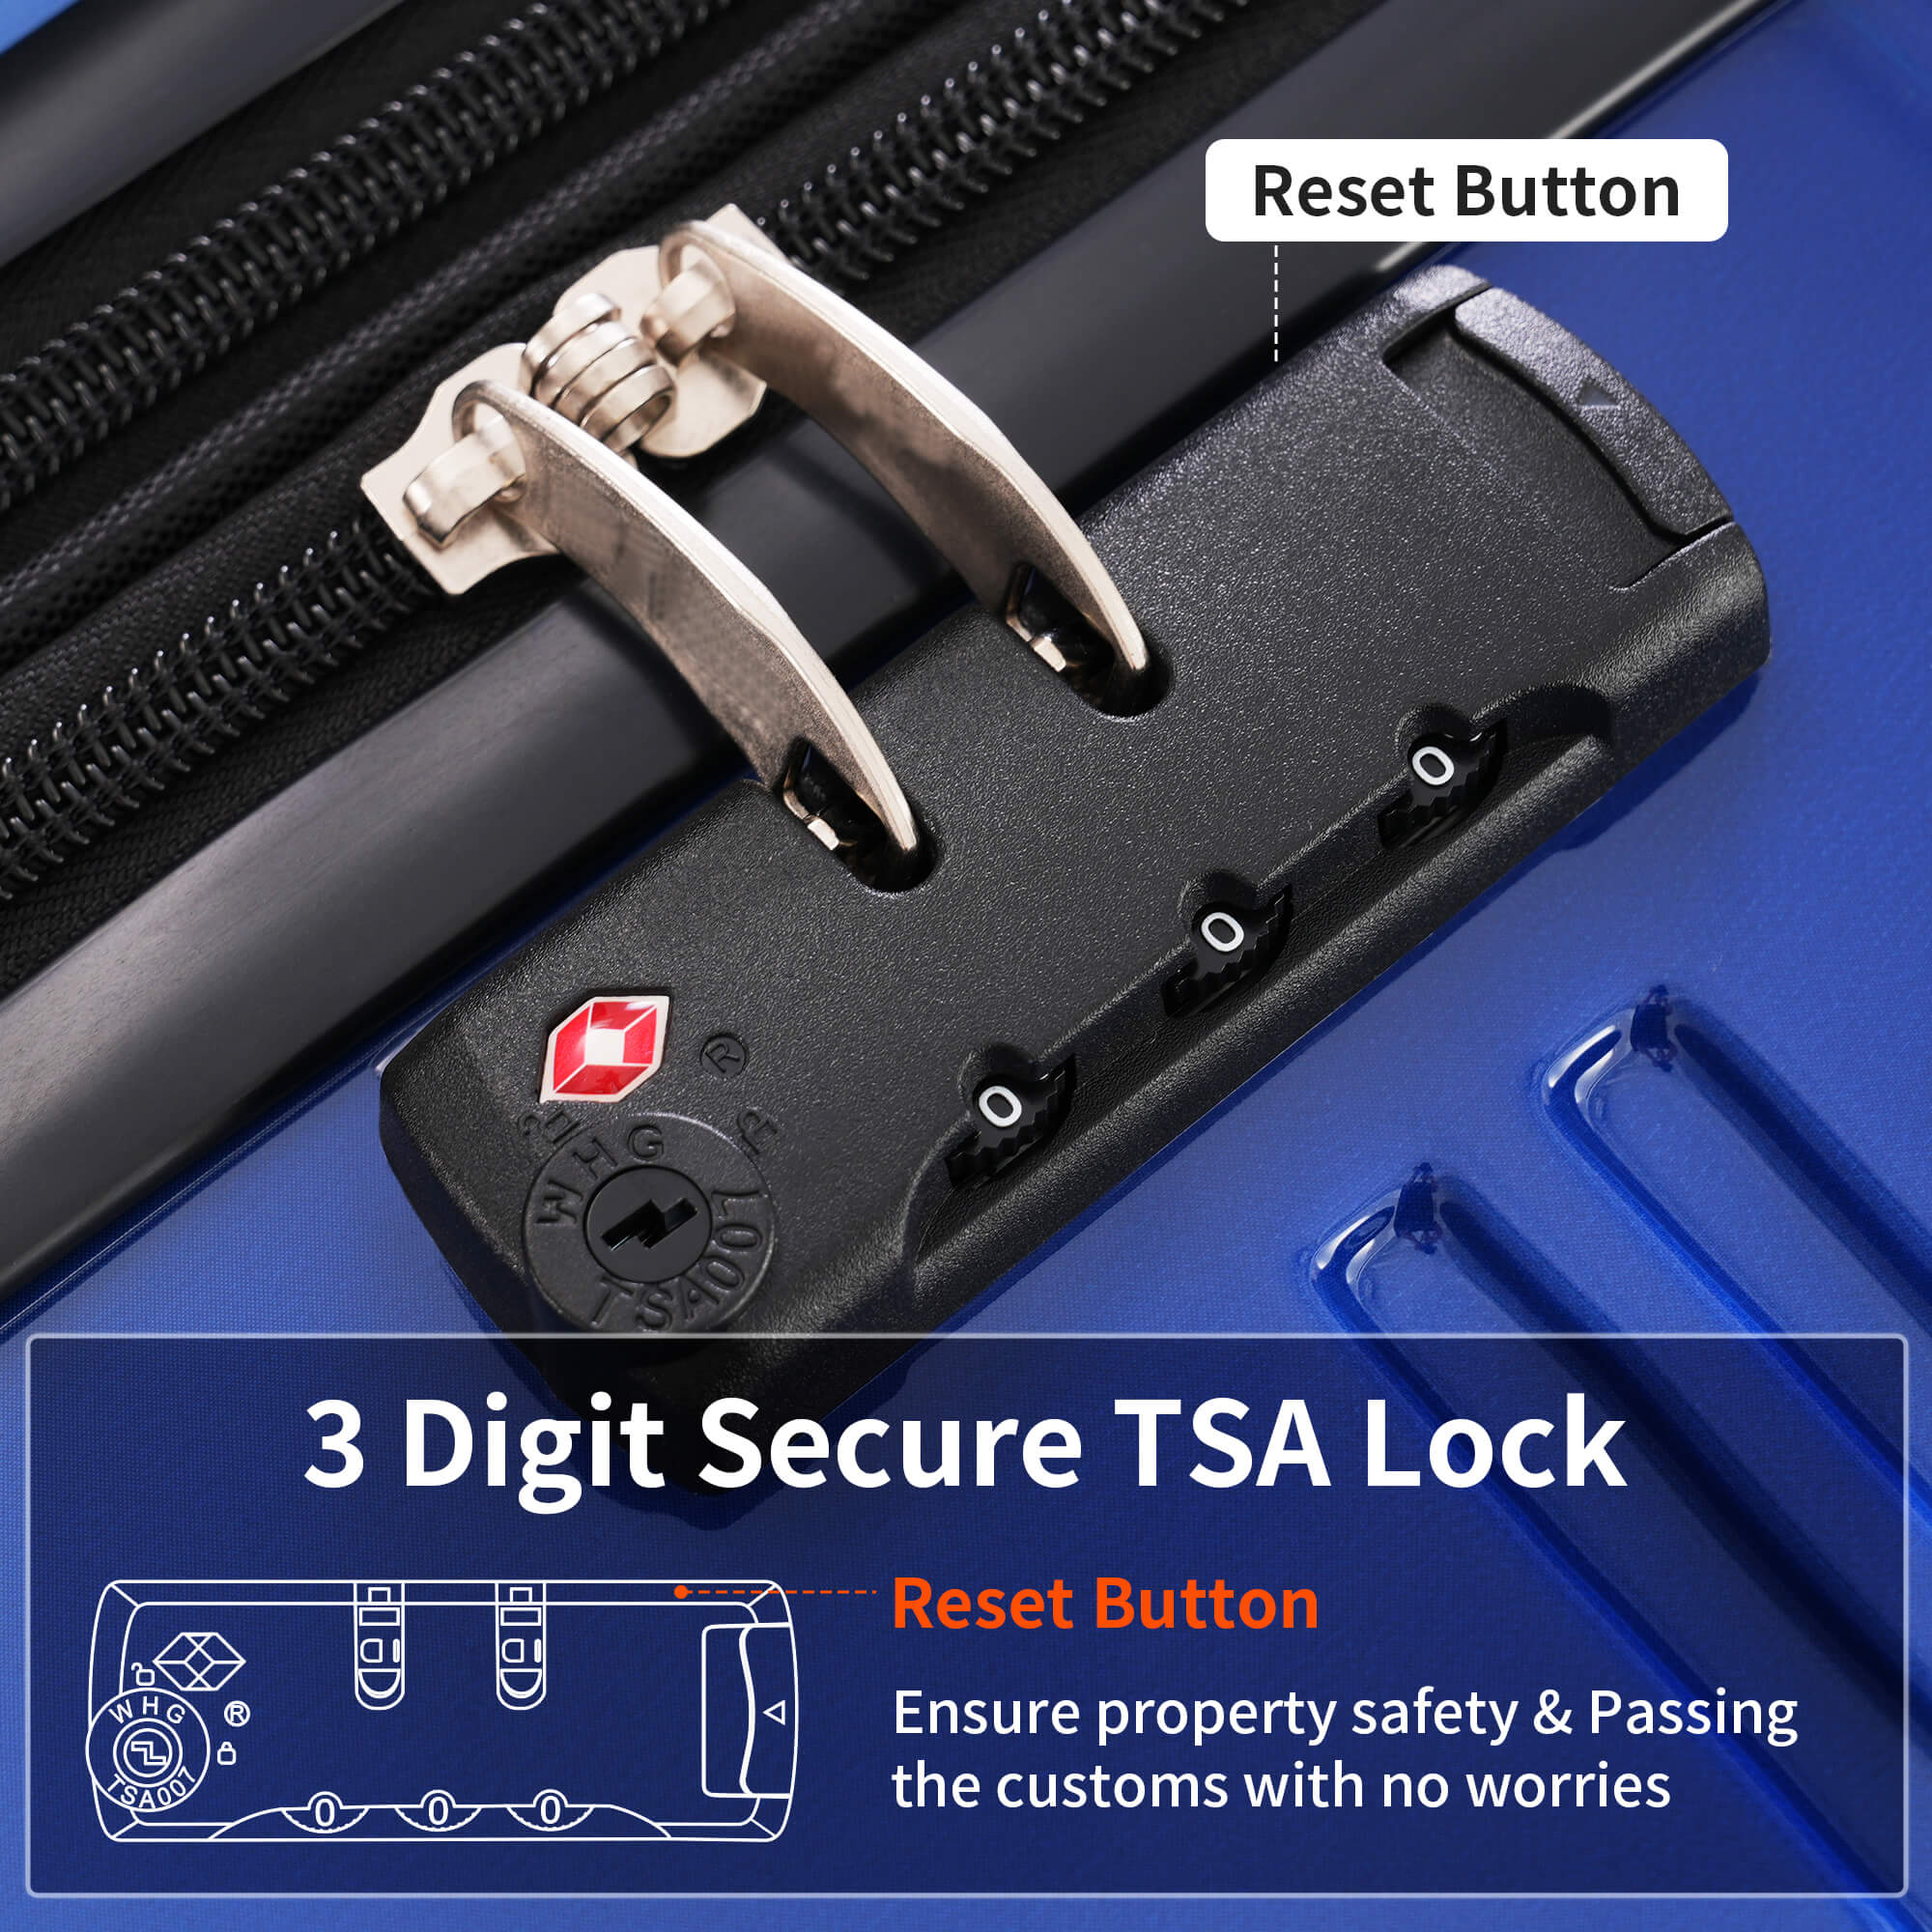 Reset Button
0
0
0
®
WHG
TSA007
3 Digit Secure TSA Lock
Reset Button
WHG
®
TSA007
0 0 0
Ensure property safety & Passing
the customs with no worries